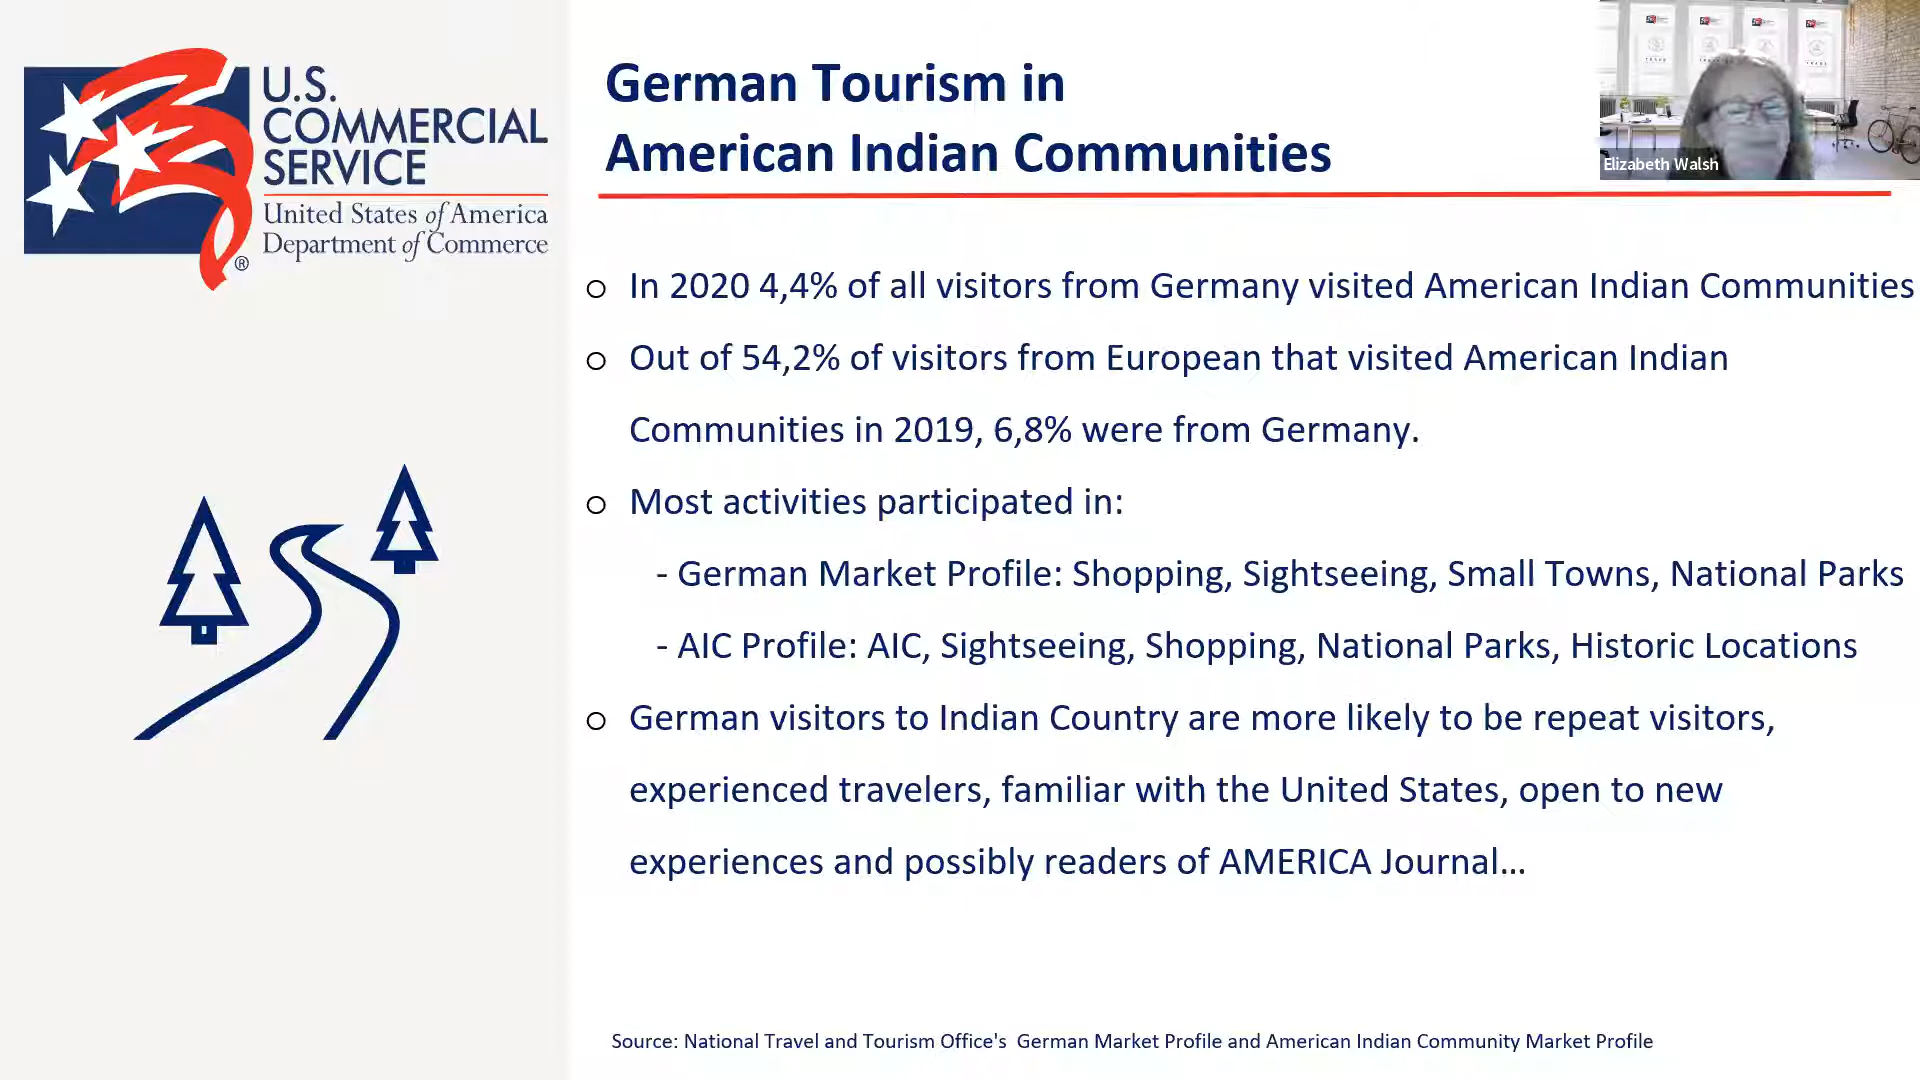 U.S.
COMMERCIAL
SERVICE
United States of America
Department of Commerce
®
German Tourism in
American Indian Communities
Elizabeth Walsh
o In 2020 4,4% of all visitors from Germany visited American Indian Communities
o Out of 54,2% of visitors from European that visited American Indian
Communities in 2019, 6,8% were from Germany.
o Most activities participated in:
- German Market Profile: Shopping, Sightseeing, Small Towns, National Parks
- AIC Profile: AIC, Sightseeing, Shopping, National Parks, Historic Locations
o German visitors to Indian Country are more likely to be repeat visitors,
experienced travelers, familiar with the United States, open to new
experiences and possibly readers of AMERICA Journal…
Source: National Travel and Tourism Office's German Market Profile and American Indian Community Market Profile